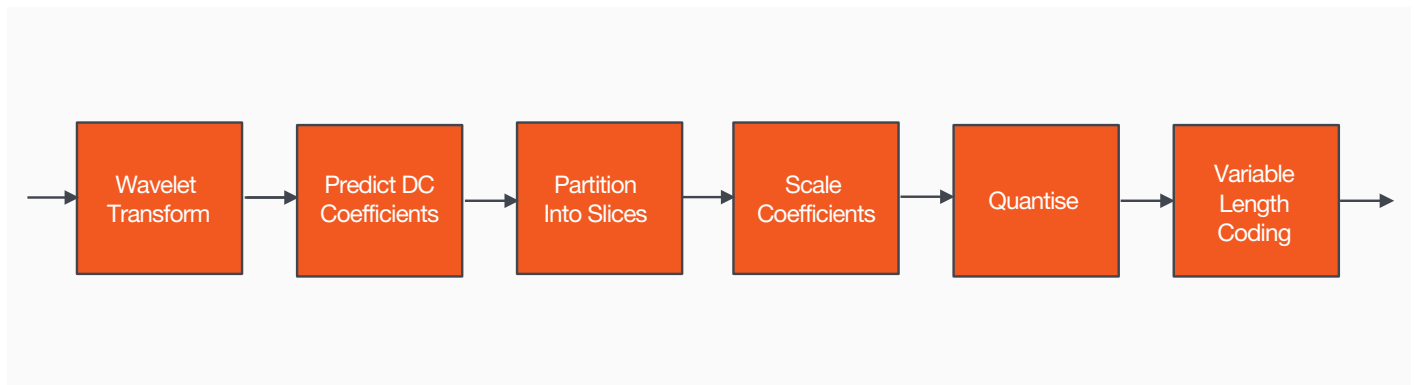 Wavelet
Transform
Predict DC
Coefficients
Partition
Into Slices
Scale
Coefficients
Quantise
Variable
Length
Coding